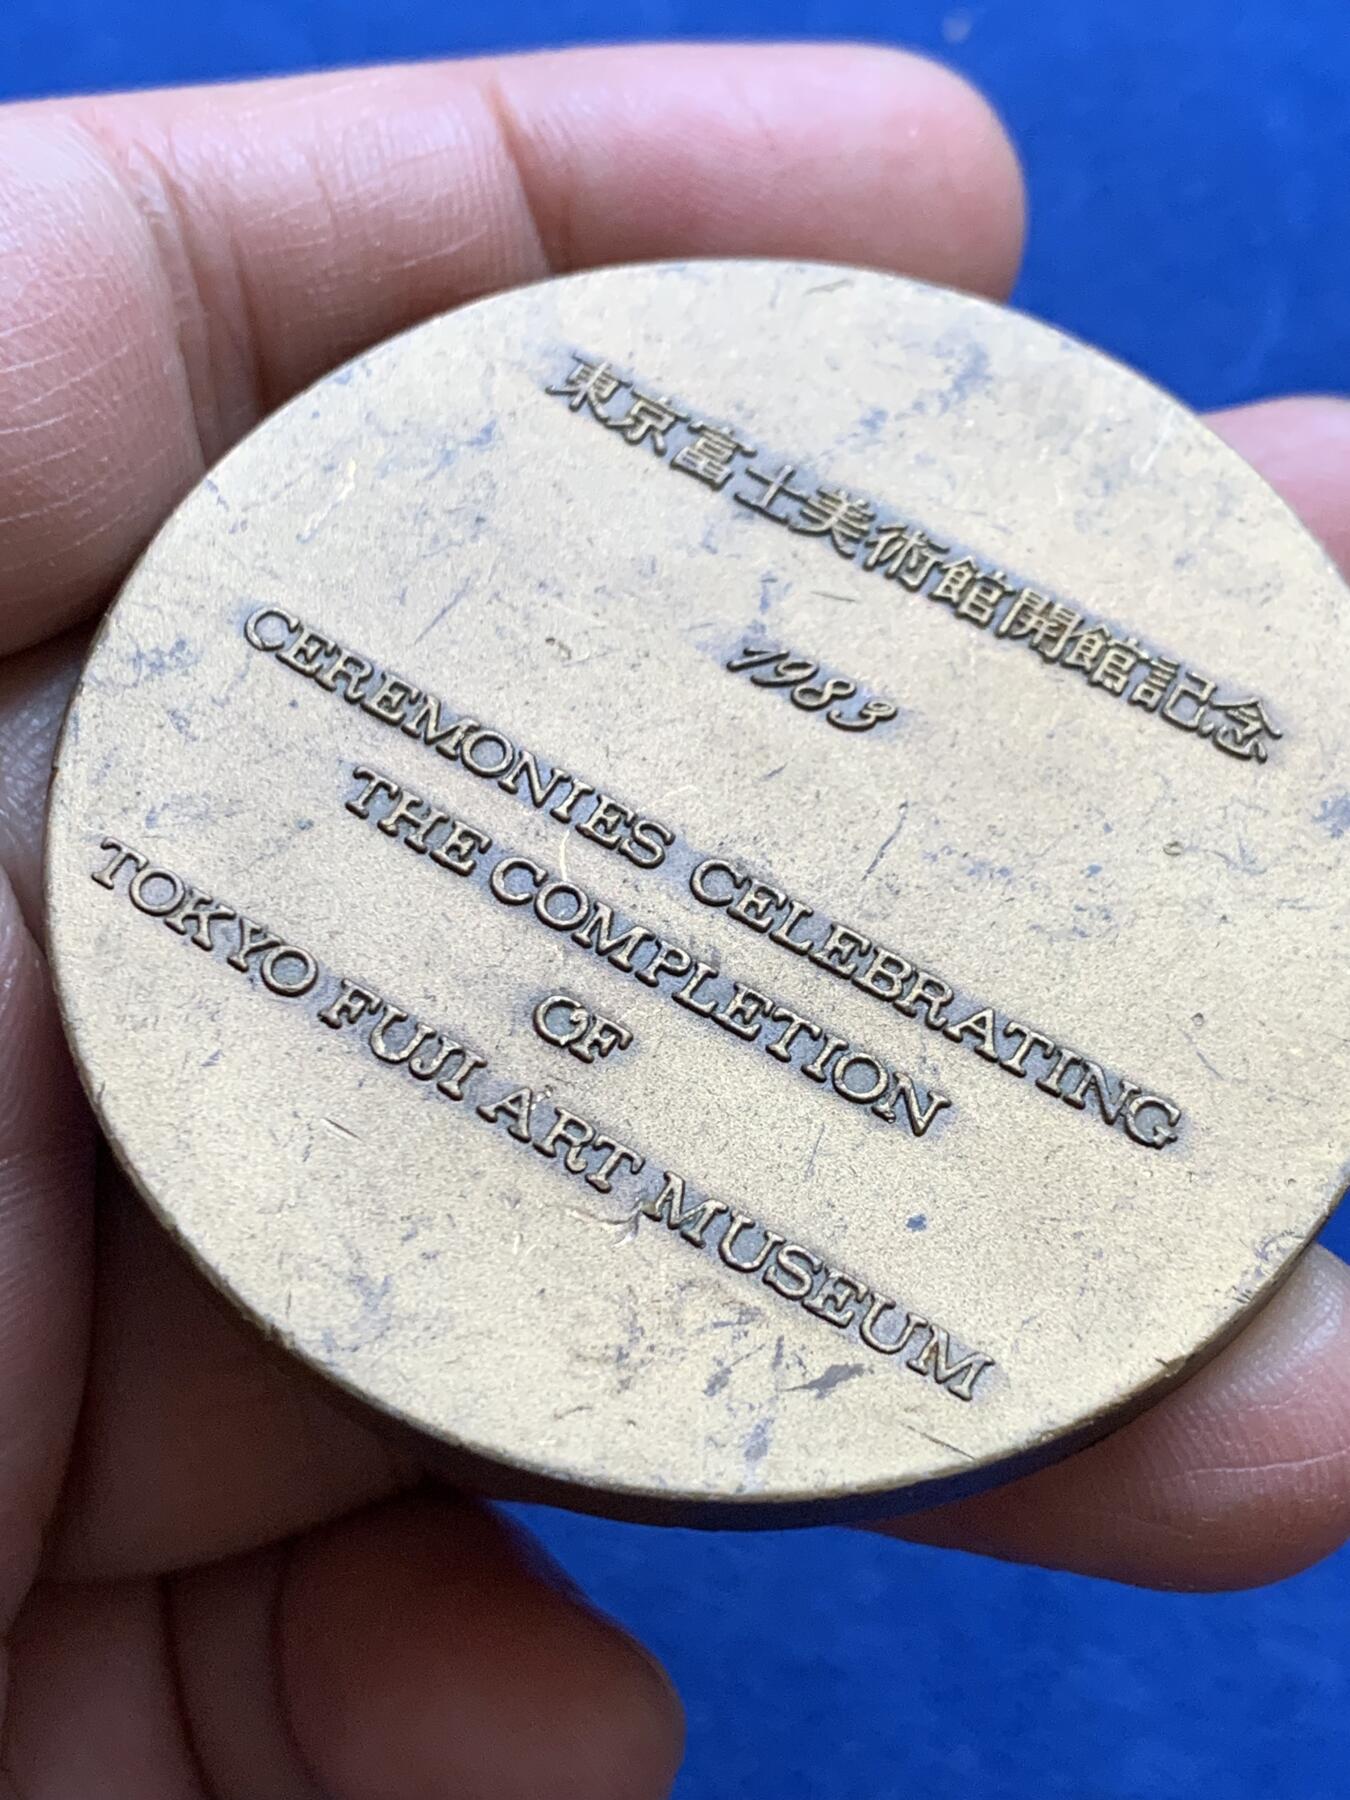 東京富士美術館開館記念
1983
CEREMONIES CELEBRATING
THE COMPLETION
OF
TOKYO FUJI ART MUSEUM